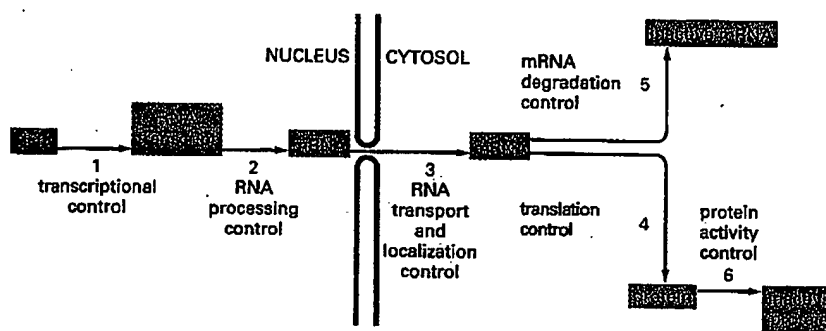 NUCLEUS CYTOSOL
mRNA
degradation
control
5
1
transcriptional
control
2
RNA
processing
control
3
RNA
transport
and
localization
control
translation
control
4
protein
activity
control
6